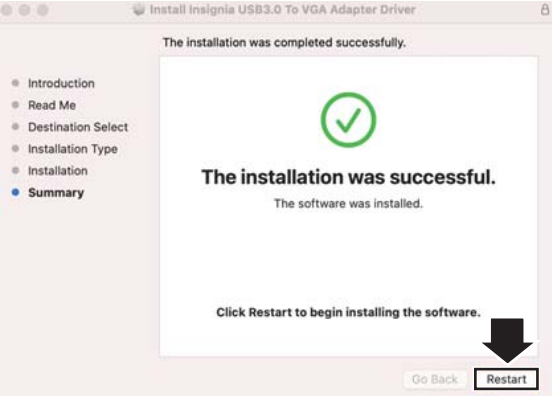 Install Insignia USB3.0 To VGA Adapter Driver
The installation was completed successfully.
Introduction
Read Me
Destination Select
Installation Type
Installation
Summary
The installation was successful.
The software was installed.
Click Restart to begin installing the software.
Go Back
Restart